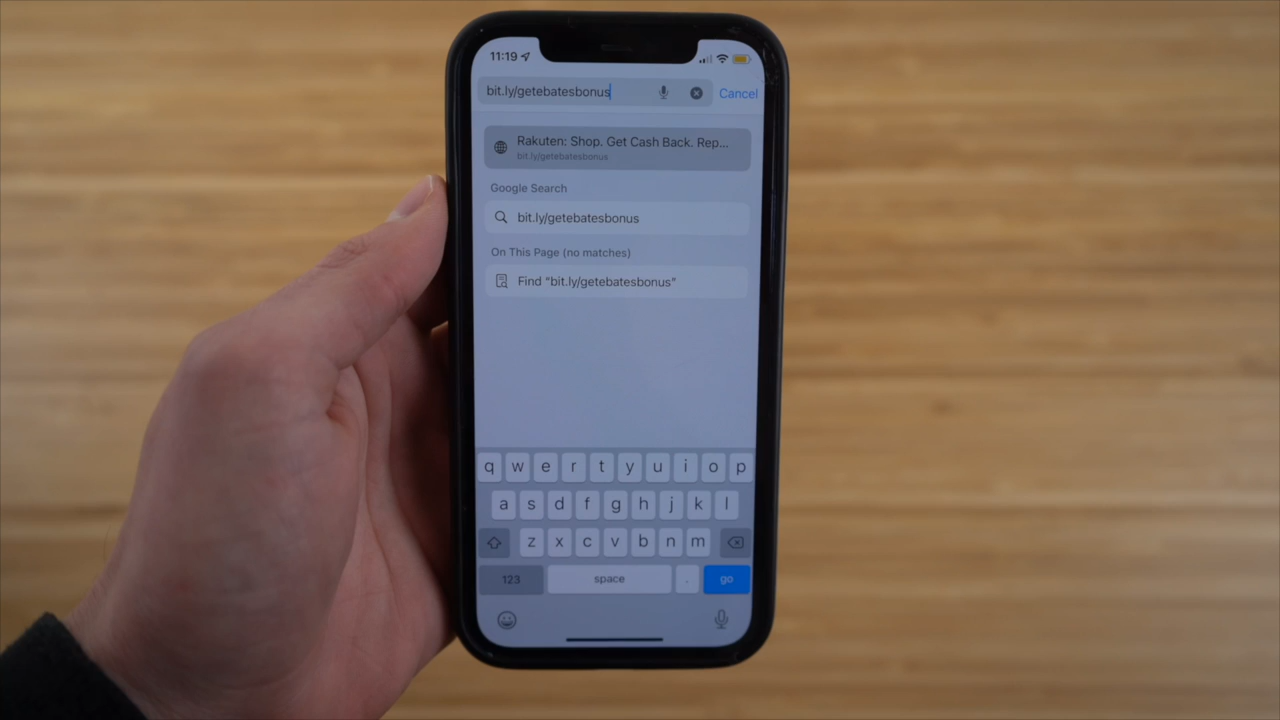 11:19
bit.ly/getebatesbonus
Cancel
Rakuten: Shop. Get Cash Back. Rep...
bit.ly/getebatesbonus
Google Search
bit.ly/getebatesbonus
On This Page (no matches)
Find “bit.ly/getebatesbonus”
q w e r t y u i o p
a s d f g h j k l
z x c v b n m
123 space . go